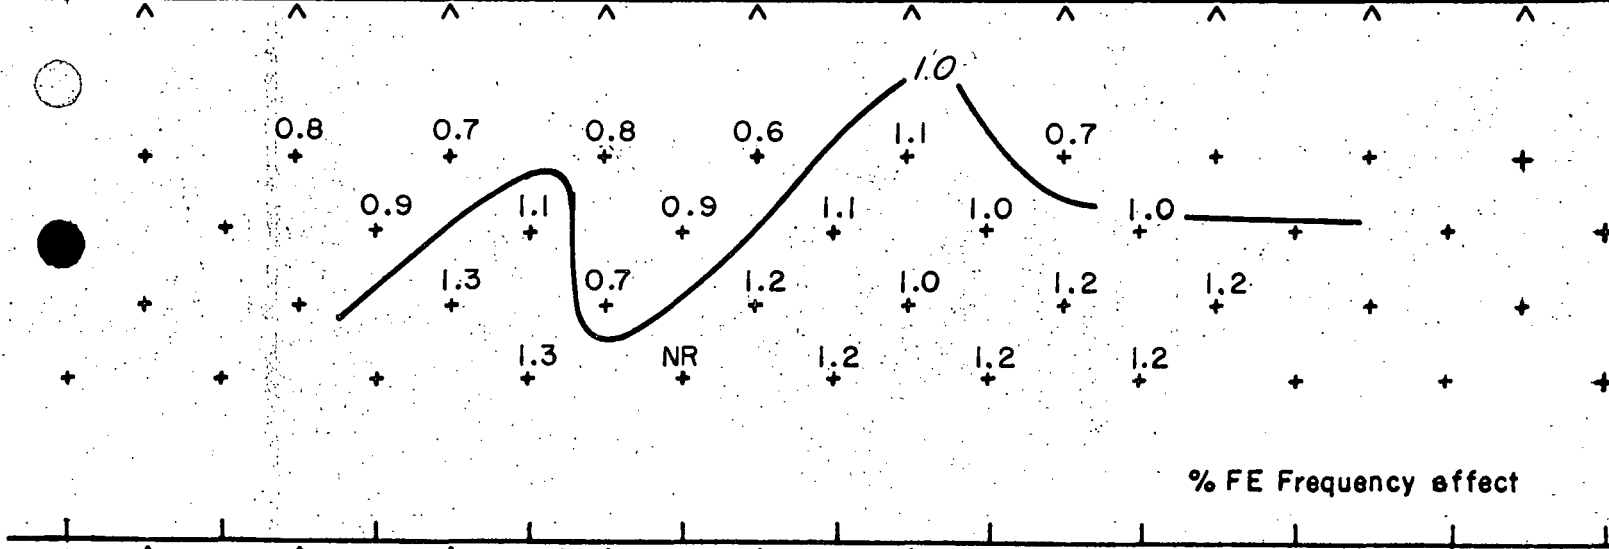 1.0
0.8 0.7 0.8 0.6 1.1 0.7
0.9 1.1 0.9 1.1 1.0 1.0
1.3 0.7 1.2 1.0 1.2 1.2
1.3 NR 1.2 1.2 1.2
% FE Frequency effect